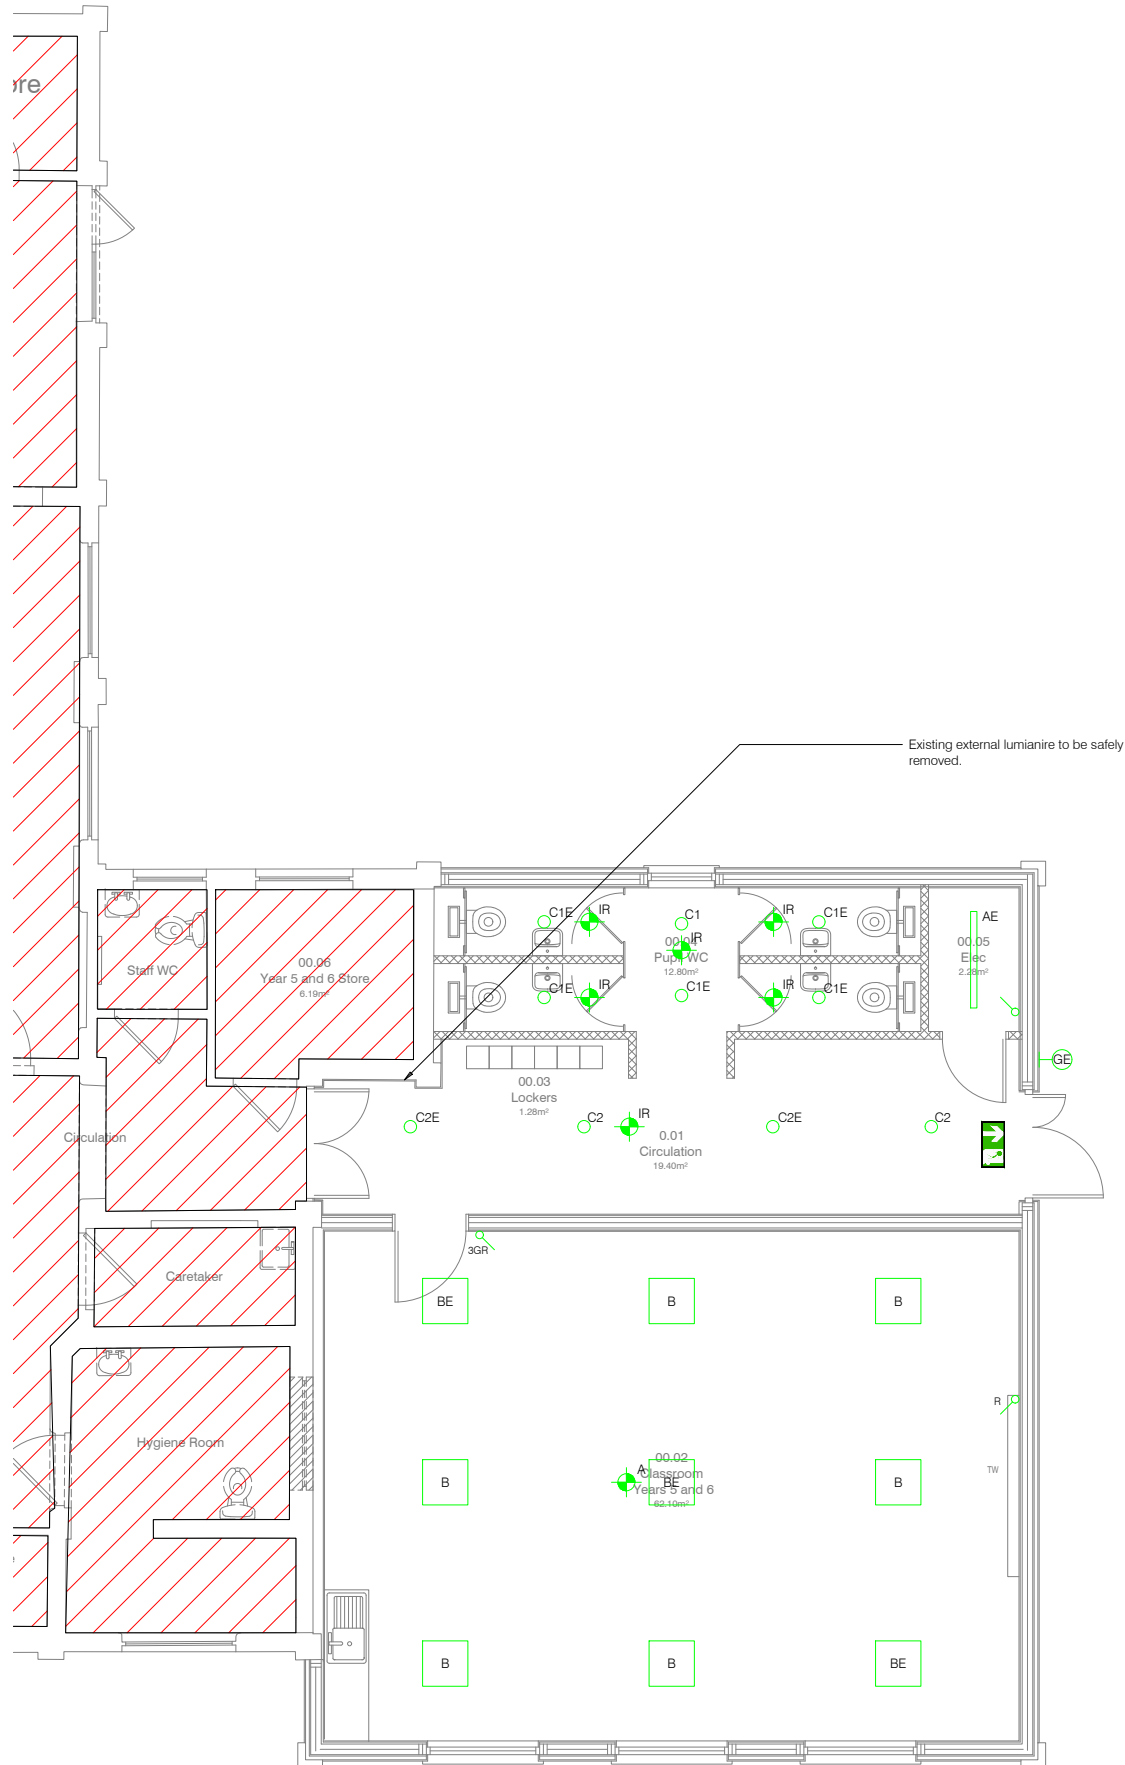 ore
Existing external lumianire to be safely
removed.
C1E
IR
C1
IR
C1E
AE
IR
00.04
Pupil WC
12.80m²
00.05
Elec
2.28m²
Staff WC
00.06
Year 5 and 6 Store
6.19m²
C1E
IR
C1E
IR
C1E
GE
00.03
Lockers
1.28m²
C2E
C2
IR
C2E
C2
0.01
Circulation
19.40m²
Circulation
3GR
Caretaker
BE
B
B
R
Hygiene Room
00.02
Classroom
Years 5 and 6
62.10m²
A
B
BE
B
TW
B
B
BE